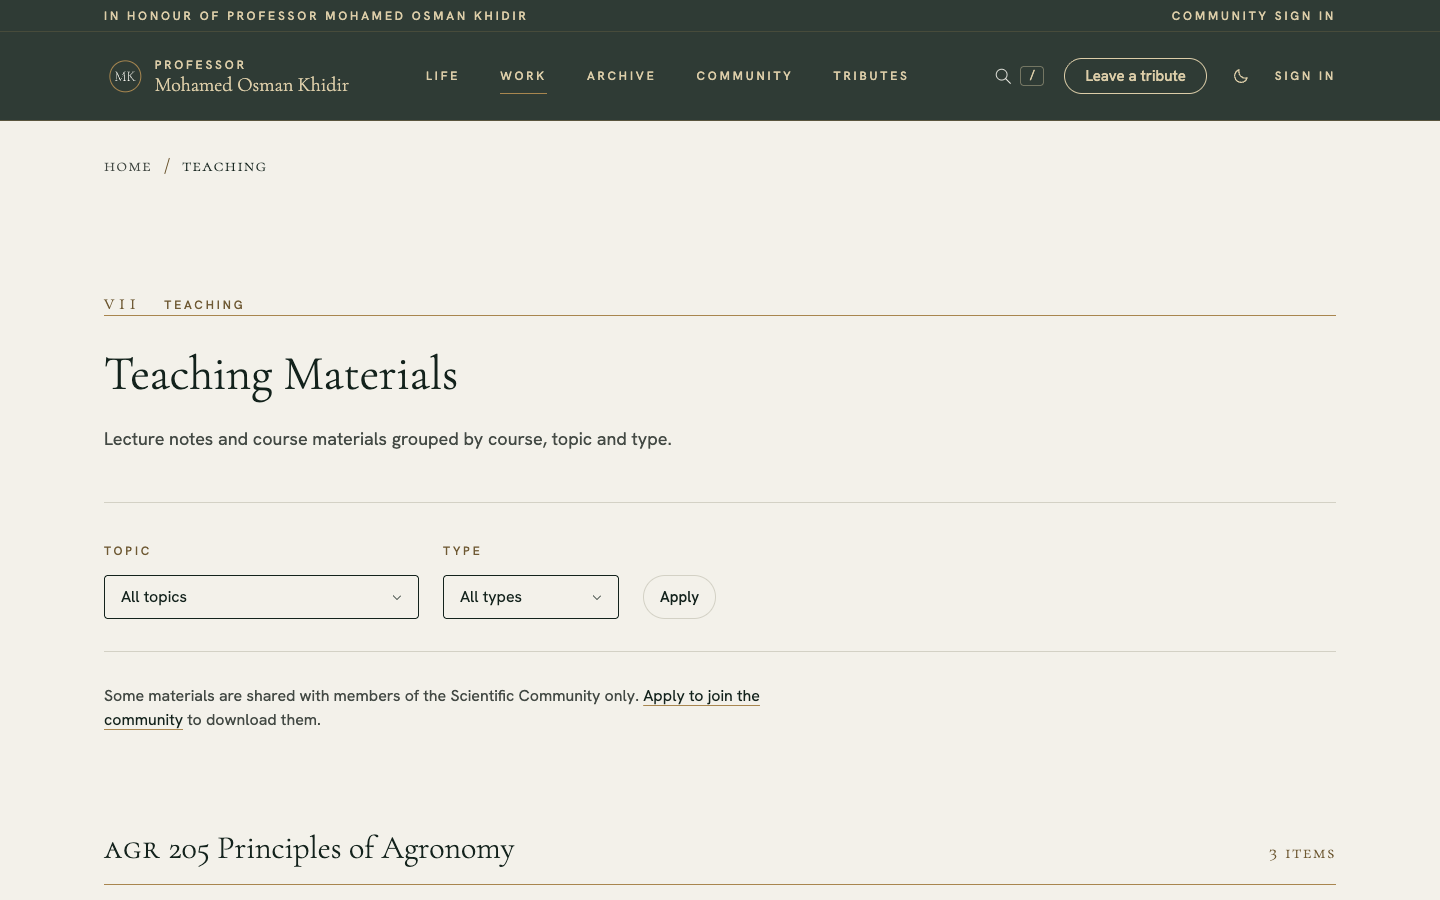 IN HONOUR OF PROFESSOR MOHAMED OSMAN KHIDIR
COMMUNITY SIGN IN
MK
PROFESSOR
Mohamed Osman Khidir
LIFE
WORK
ARCHIVE
COMMUNITY
TRIBUTES
/
Leave a tribute
SIGN IN
HOME / TEACHING
VII TEACHING
Teaching Materials
Lecture notes and course materials grouped by course, topic and type.
TOPIC
TYPE
All topics
All types
Apply
Some materials are shared with members of the Scientific Community only. Apply to join the
community to download them.
AGR 205 Principles of Agronomy
3 ITEMS